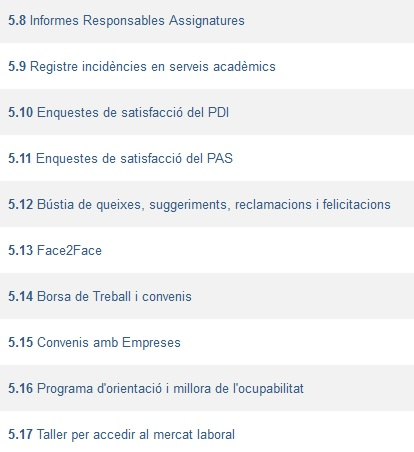 5.8 Informes Responsables Assignatures
5.9 Registre incidències en serveis acadèmics
5.10 Enquestes de satisfacció del PDI
5.11 Enquestes de satisfacció del PAS
5.12 Bústia de queixes, suggeriments, reclamacions i felicitacions
5.13 Face2Face
5.14 Borsa de Treball i convenis
5.15 Convenis amb Empreses
5.16 Programa d'orientació i millora de l'ocupabilitat
5.17 Taller per accedir al mercat laboral